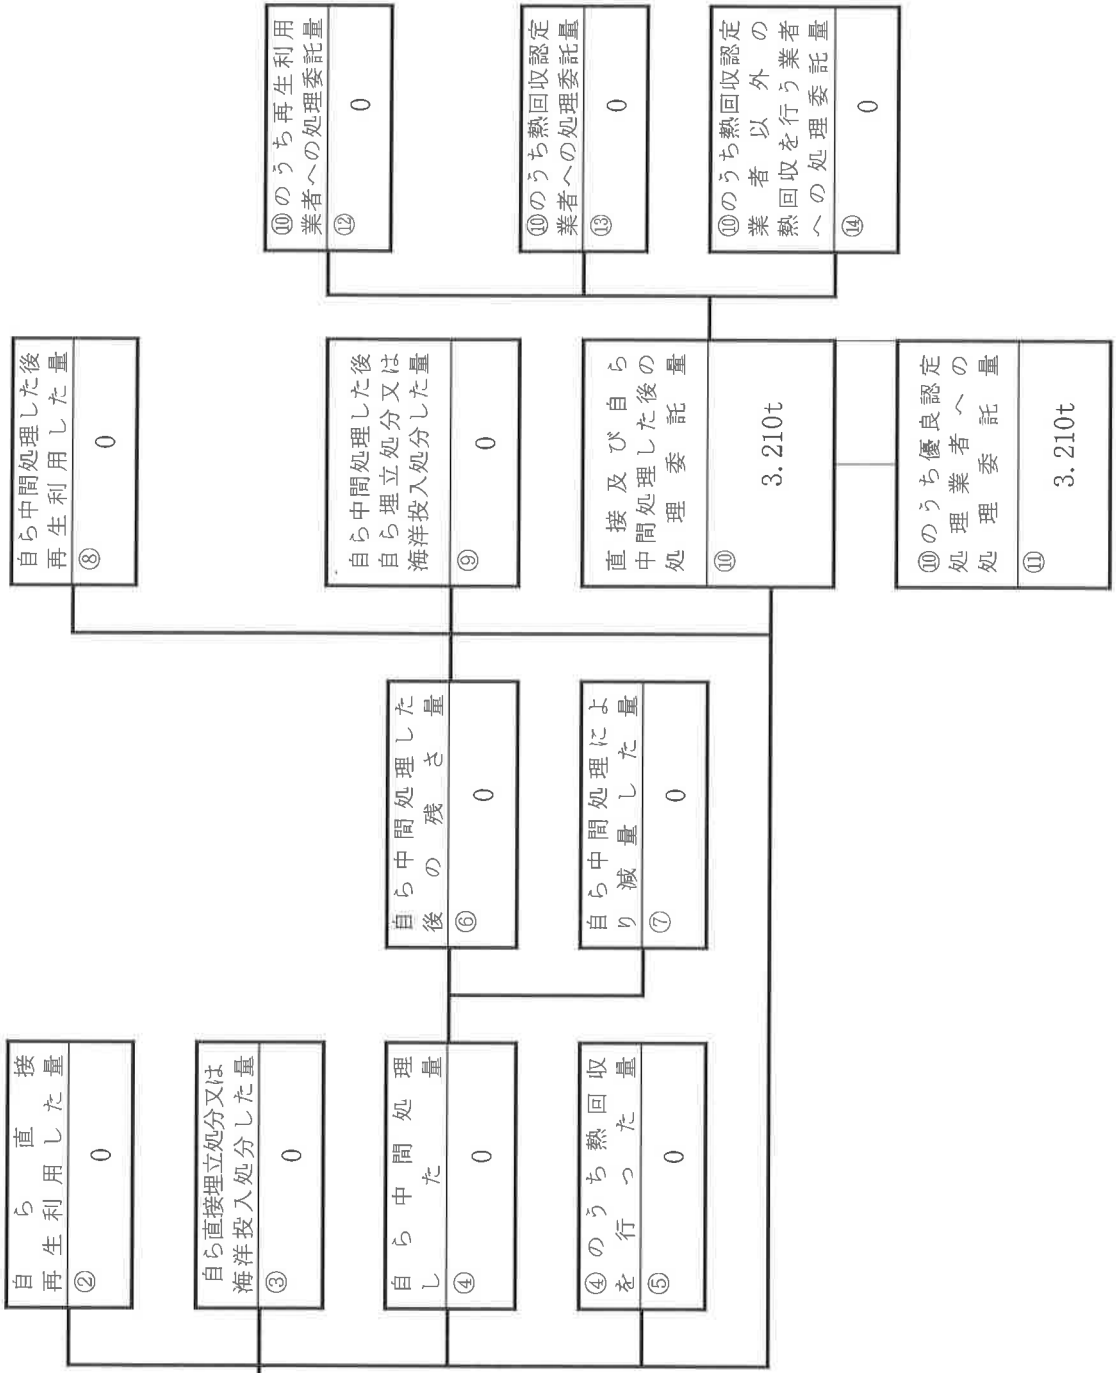 自ら直接
再生利用した量
②
0
自ら直接埋立処分又は
海洋投入処分した量
③
0
自ら中間処理
した量
④
0
④のうち熱回収
を行った量
⑤
0
自ら中間処理した
後の残さ量
⑥
0
自ら中間処理によ
り減量した量
⑦
0
自ら中間処理した後
再生利用した量
⑧
0
自ら中間処理した後
自ら埋立処分又は
海洋投入処分した量
⑨
0
直接及び自ら
中間処理した後の
処理委託量
⑩
3.210t
⑩のうち優良認定
処理業者への
処理委託量
⑪
3.210t
⑩のうち再生利用
業者への処理委託量
⑫
0
⑩のうち熱回収認定
業者への処理委託量
⑬
0
⑩のうち熱回収認定
業者以外の
熱回収を行う業者
への処理委託量
⑭
0